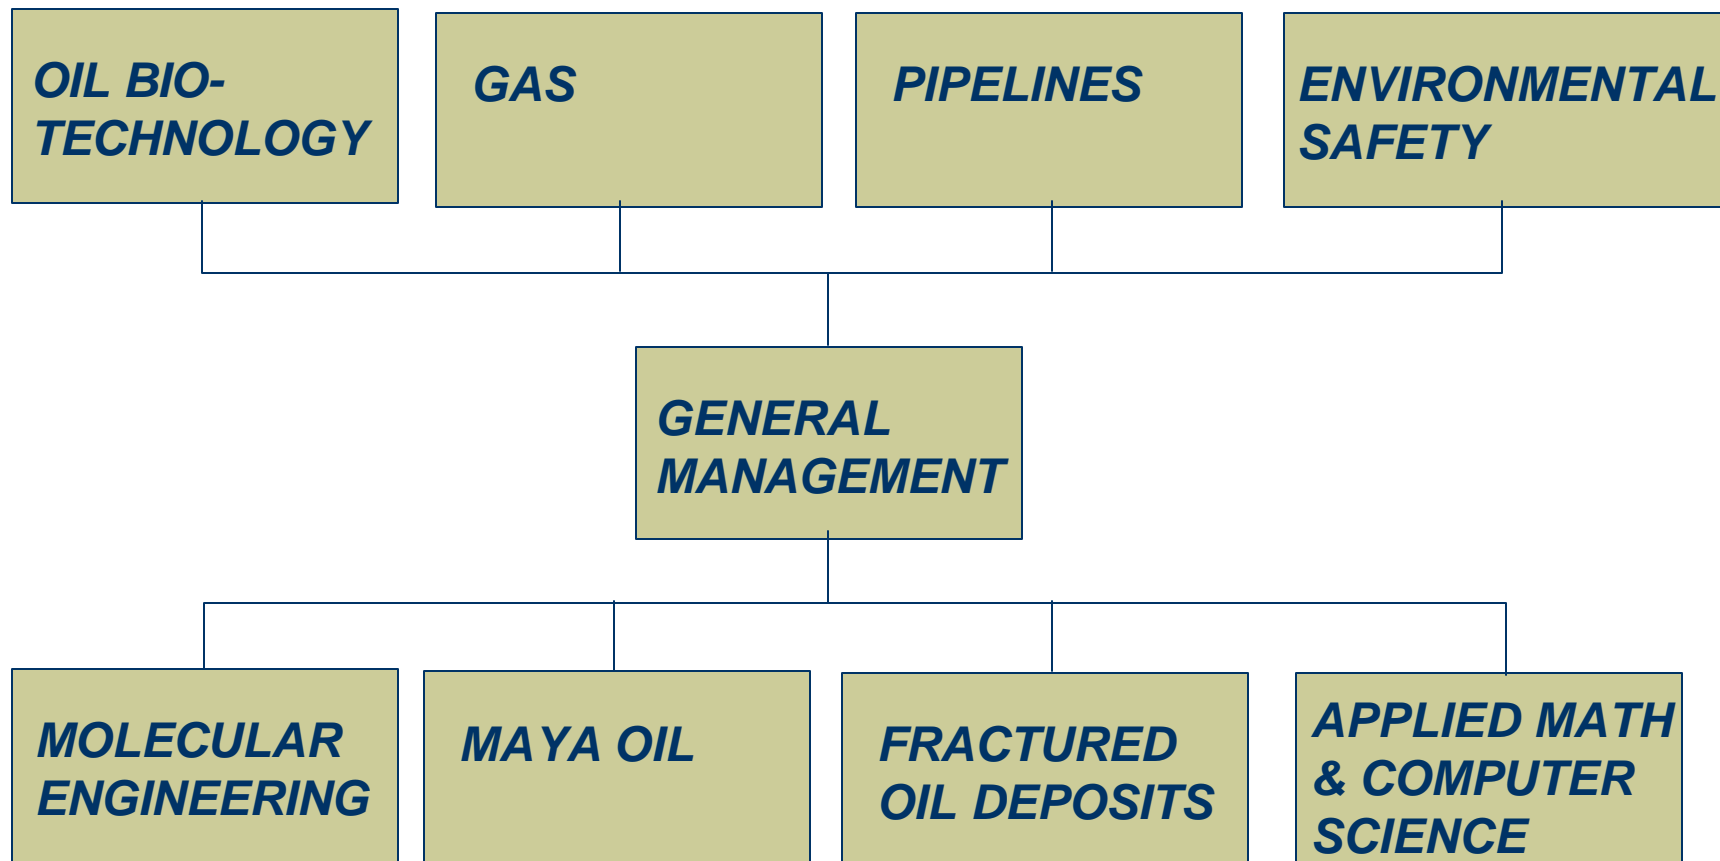 OIL BIO-
TECHNOLOGY
GAS
PIPELINES
ENVIRONMENTAL
SAFETY
GENERAL
MANAGEMENT
MOLECULAR
ENGINEERING
MAYA OIL
FRACTURED
OIL DEPOSITS
APPLIED MATH
& COMPUTER
SCIENCE